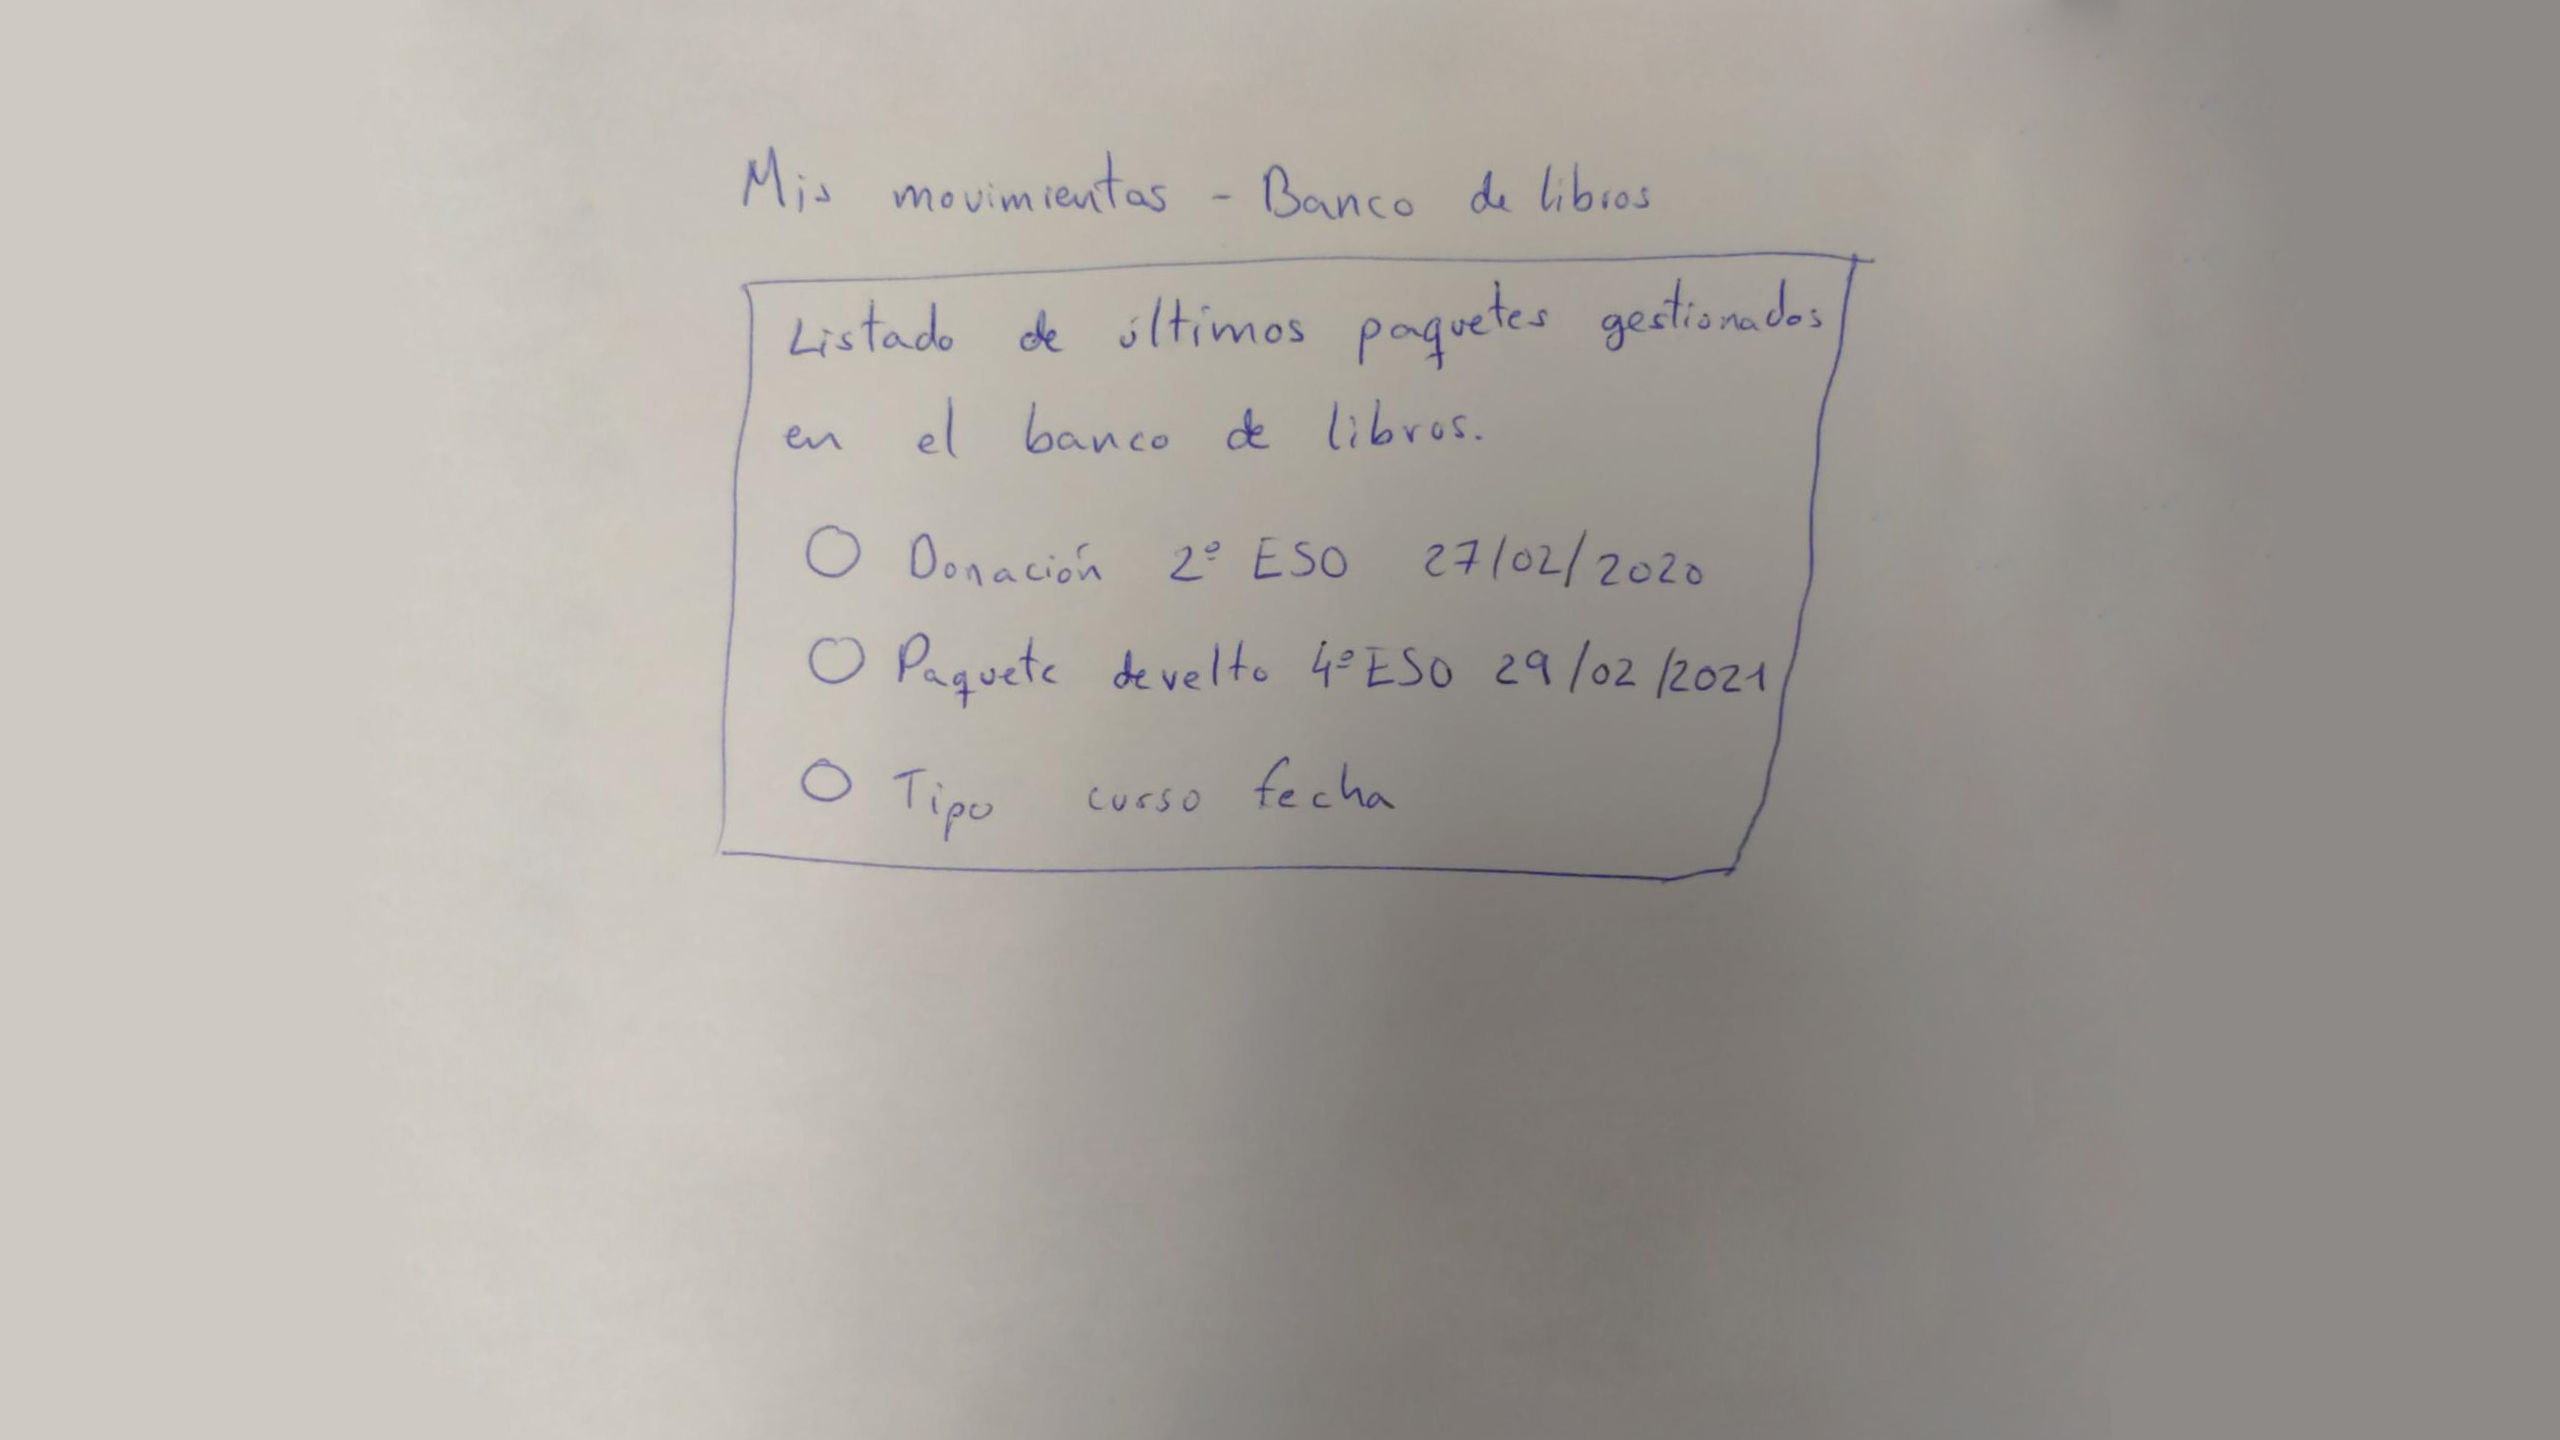 Mis movimientos - Banco de libros
Listado de últimos paquetes gestionados
en el banco de libros.
Donación 2º ESO 27/02/2020
Paquete develto 4º ESO 29/02/2021
Tipo curso fecha